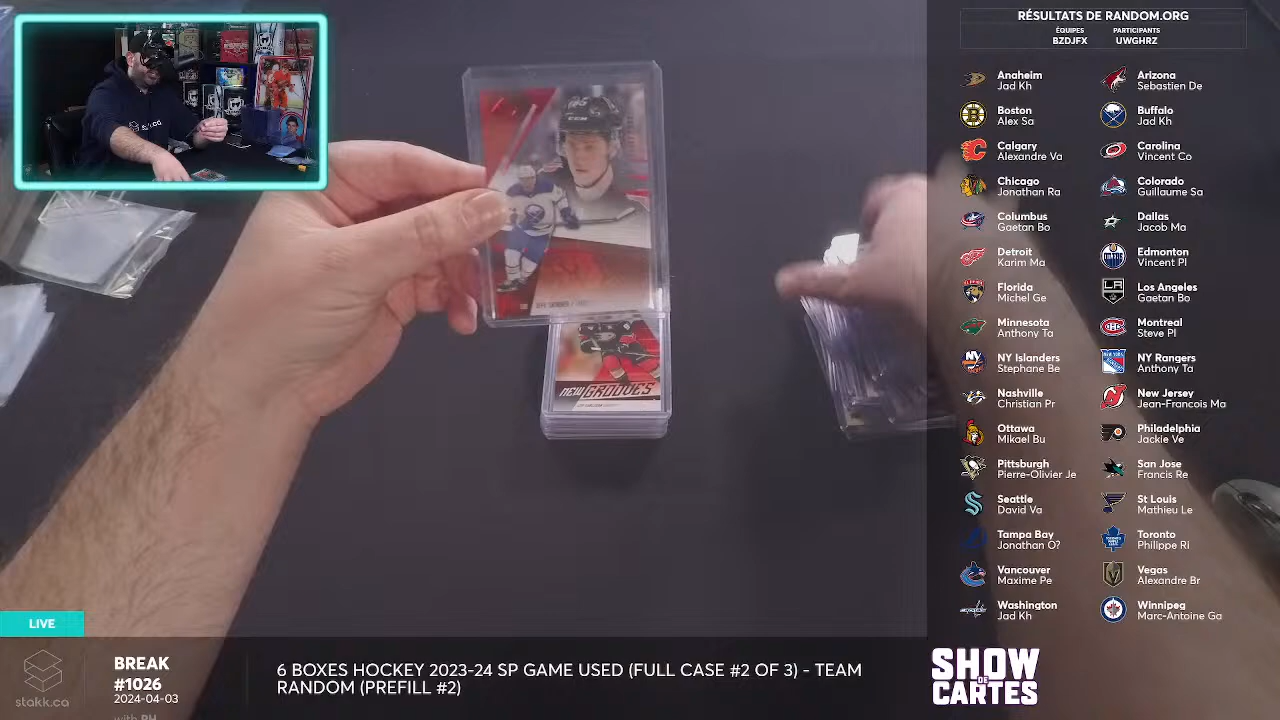 RÉSULTATS DE RANDOM.ORG
ÉQUIPES
BZDJFX
PARTICIPANTS
UWGHRZ
Anaheim
Jad Kh
Arizona
Sebastien De
Boston
Alex Sa
Buffalo
Jad Kh
Calgary
Alexandre Va
Carolina
Vincent Co
Chicago
Jonathan Ra
Colorado
Guillaume Sa
Columbus
Gaetan Bo
Dallas
Jacob Ma
Detroit
Karim Ma
Edmonton
Vincent Pl
Florida
Michel Ge
Los Angeles
Gaetan Bo
Minnesota
Anthony Ta
Montreal
Steve Pl
NY Islanders
Stephane Be
NY Rangers
Anthony Ta
Nashville
Christian Pr
New Jersey
Jean-Francois Ma
Ottawa
Mikael Bu
Philadelphia
Jackie Ve
Pittsburgh
Pierre-Olivier Je
San Jose
Francis Re
Seattle
David Va
St Louis
Mathieu Le
Tampa Bay
Jonathan O?
Toronto
Philippe Ri
Vancouver
Maxime Pe
Vegas
Alexandre Br
Washington
Jad Kh
Winnipeg
Marc-Antoine Ga
NEW GROOVES
LIVE
stakk.ca
BREAK
#1026
2024-04-03
with PH
6 BOXES HOCKEY 2023-24 SP GAME USED (FULL CASE #2 OF 3) - TEAM
RANDOM (PREFILL #2)
SHOW
DE
CARTES